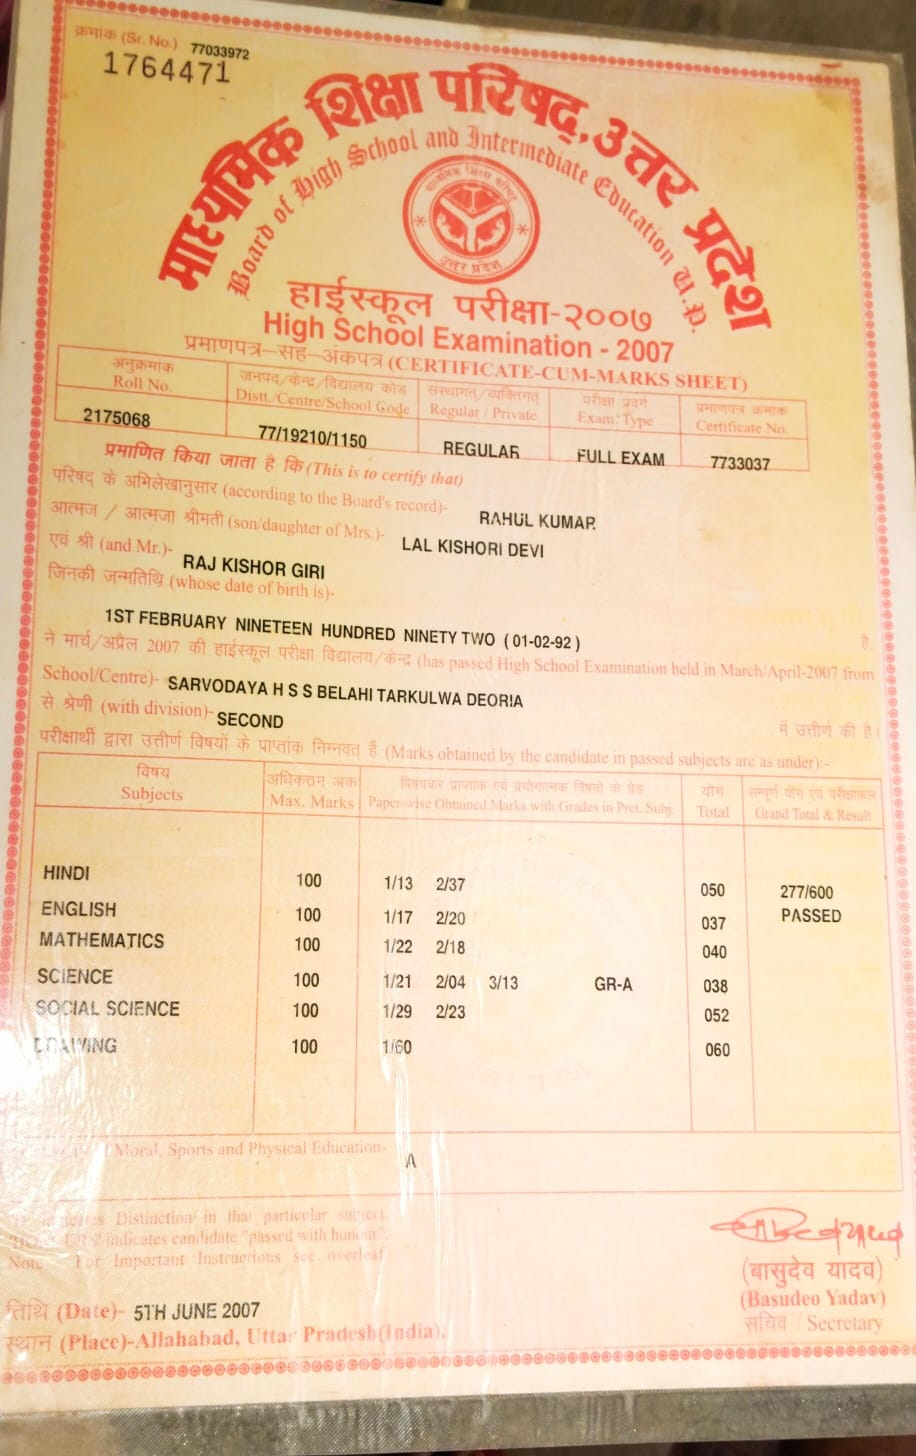 क्रमांक (Sr. No.) 77033972
1764471
माध्यमिक शिक्षा परिषद्, उत्तर प्रदेश
Board of High School and Intermediate Education U.P.
माध्यमिक शिक्षा परिषद्
उत्तर प्रदेश
हाईस्कूल परीक्षा-२००७
High School Examination - 2007
प्रमाणपत्र-सह-अंकपत्र (CERTIFICATE-CUM-MARKS SHEET)
अनुक्रमांक जनपद/केन्द्र/विद्यालय कोड संस्थागत/व्यक्तिगत परीक्षा प्रवर्ग प्रमाणपत्र क्रमांक
Roll No. Distt./Centre/School Code Regular / Private Exam. Type Certificate No.
2175068 77/19210/1150 REGULAR FULL EXAM 7733037
प्रमाणित किया जाता है कि (This is to certify that)
परिषद् के अभिलेखानुसार (according to the Board's record)- RAHUL KUMAR
आत्मज / आत्मजा श्रीमती (son/daughter of Mrs.)- LAL KISHORI DEVI
एवं श्री (and Mr.)- RAJ KISHOR GIRI
जिनकी जन्मतिथि (whose date of birth is)-
1ST FEBRUARY NINETEEN HUNDRED NINETY TWO ( 01-02-92 ) है.
ने मार्च/अप्रैल 2007 की हाईस्कूल परीक्षा विद्यालय/केन्द्र (has passed High School Examination held in March/April-2007 from
School/Centre)- SARVODAYA H S S BELAHI TARKULWA DEORIA
से श्रेणी (with division)- SECOND में उत्तीर्ण की है।
परीक्षार्थी द्वारा उत्तीर्ण विषयों के प्राप्तांक निम्नवत् हैं (Marks obtained by the candidate in passed subjects are as under):-
विषय अधिकतम अंक विषयवार प्राप्तांक एवं प्रयोगात्मक विषयों के ग्रेड योग सम्पूर्ण योग एवं परीक्षाफल
Subjects Max. Marks Paper-wise Obtained Marks with Grades in Prct. Subj. Total Grand Total & Result
HINDI 100 1/13 2/37 050 277/600
ENGLISH 100 1/17 2/20 037 PASSED
MATHEMATICS 100 1/22 2/18 040
SCIENCE 100 1/21 2/04 3/13 GR-A 038
SOCIAL SCIENCE 100 1/29 2/23 052
DRAWING 100 1/60 060
Moral, Sports and Physical Education- A
Distinction in that particular subject.
indicates candidate "passed with honour".
Note For Important Instructions see overleaf
(बासुदेव यादव)
(Basudeo Yadav)
सचिव / Secretary
तिथि (Date)- 5TH JUNE 2007
स्थान (Place)-Allahabad, Uttar Pradesh(India).